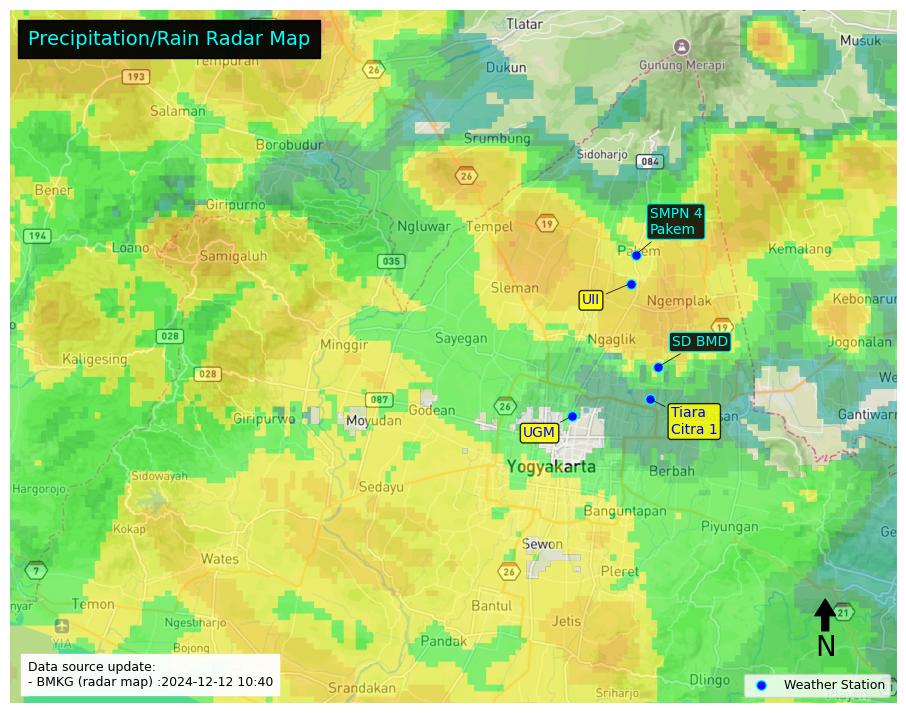 Precipitation/Rain Radar Map
Tlatar
Musuk
26
Tempuran
Gunung Merapi
Dukun
193
Salaman
Borobudur
Srumbung
Sidoharjo
084
26
Bener
Giripurno
SMPN 4
Pakem
194
Ngluwar
Tempel
19
Loano
Samigaluh
035
Pakem
Kemalang
Sleman
UII
Ngemplak
Kebonarum
028
Sayegan
Ngaglik
19
SD BMD
Jogonalan
Kaligesing
Minggir
028
087
Godean
26
Tiara
Citra 1
Giripurwo
Moyudan
UGM
Gantiwarn
Yogyakarta
Berbah
Sidowayah
Hargorojo
Sedayu
Banguntapan
Kokap
Piyungan
Sewon
Wates
7
26
Pleret
Temon
Bantul
21
Ngestiharjo
Jetis
YIA
Pandak
N
Bojong
Data source update:
- BMKG (radar map) :2024-12-12 10:40
Srandakan
Sriharjo
Dlingo
Weather Station